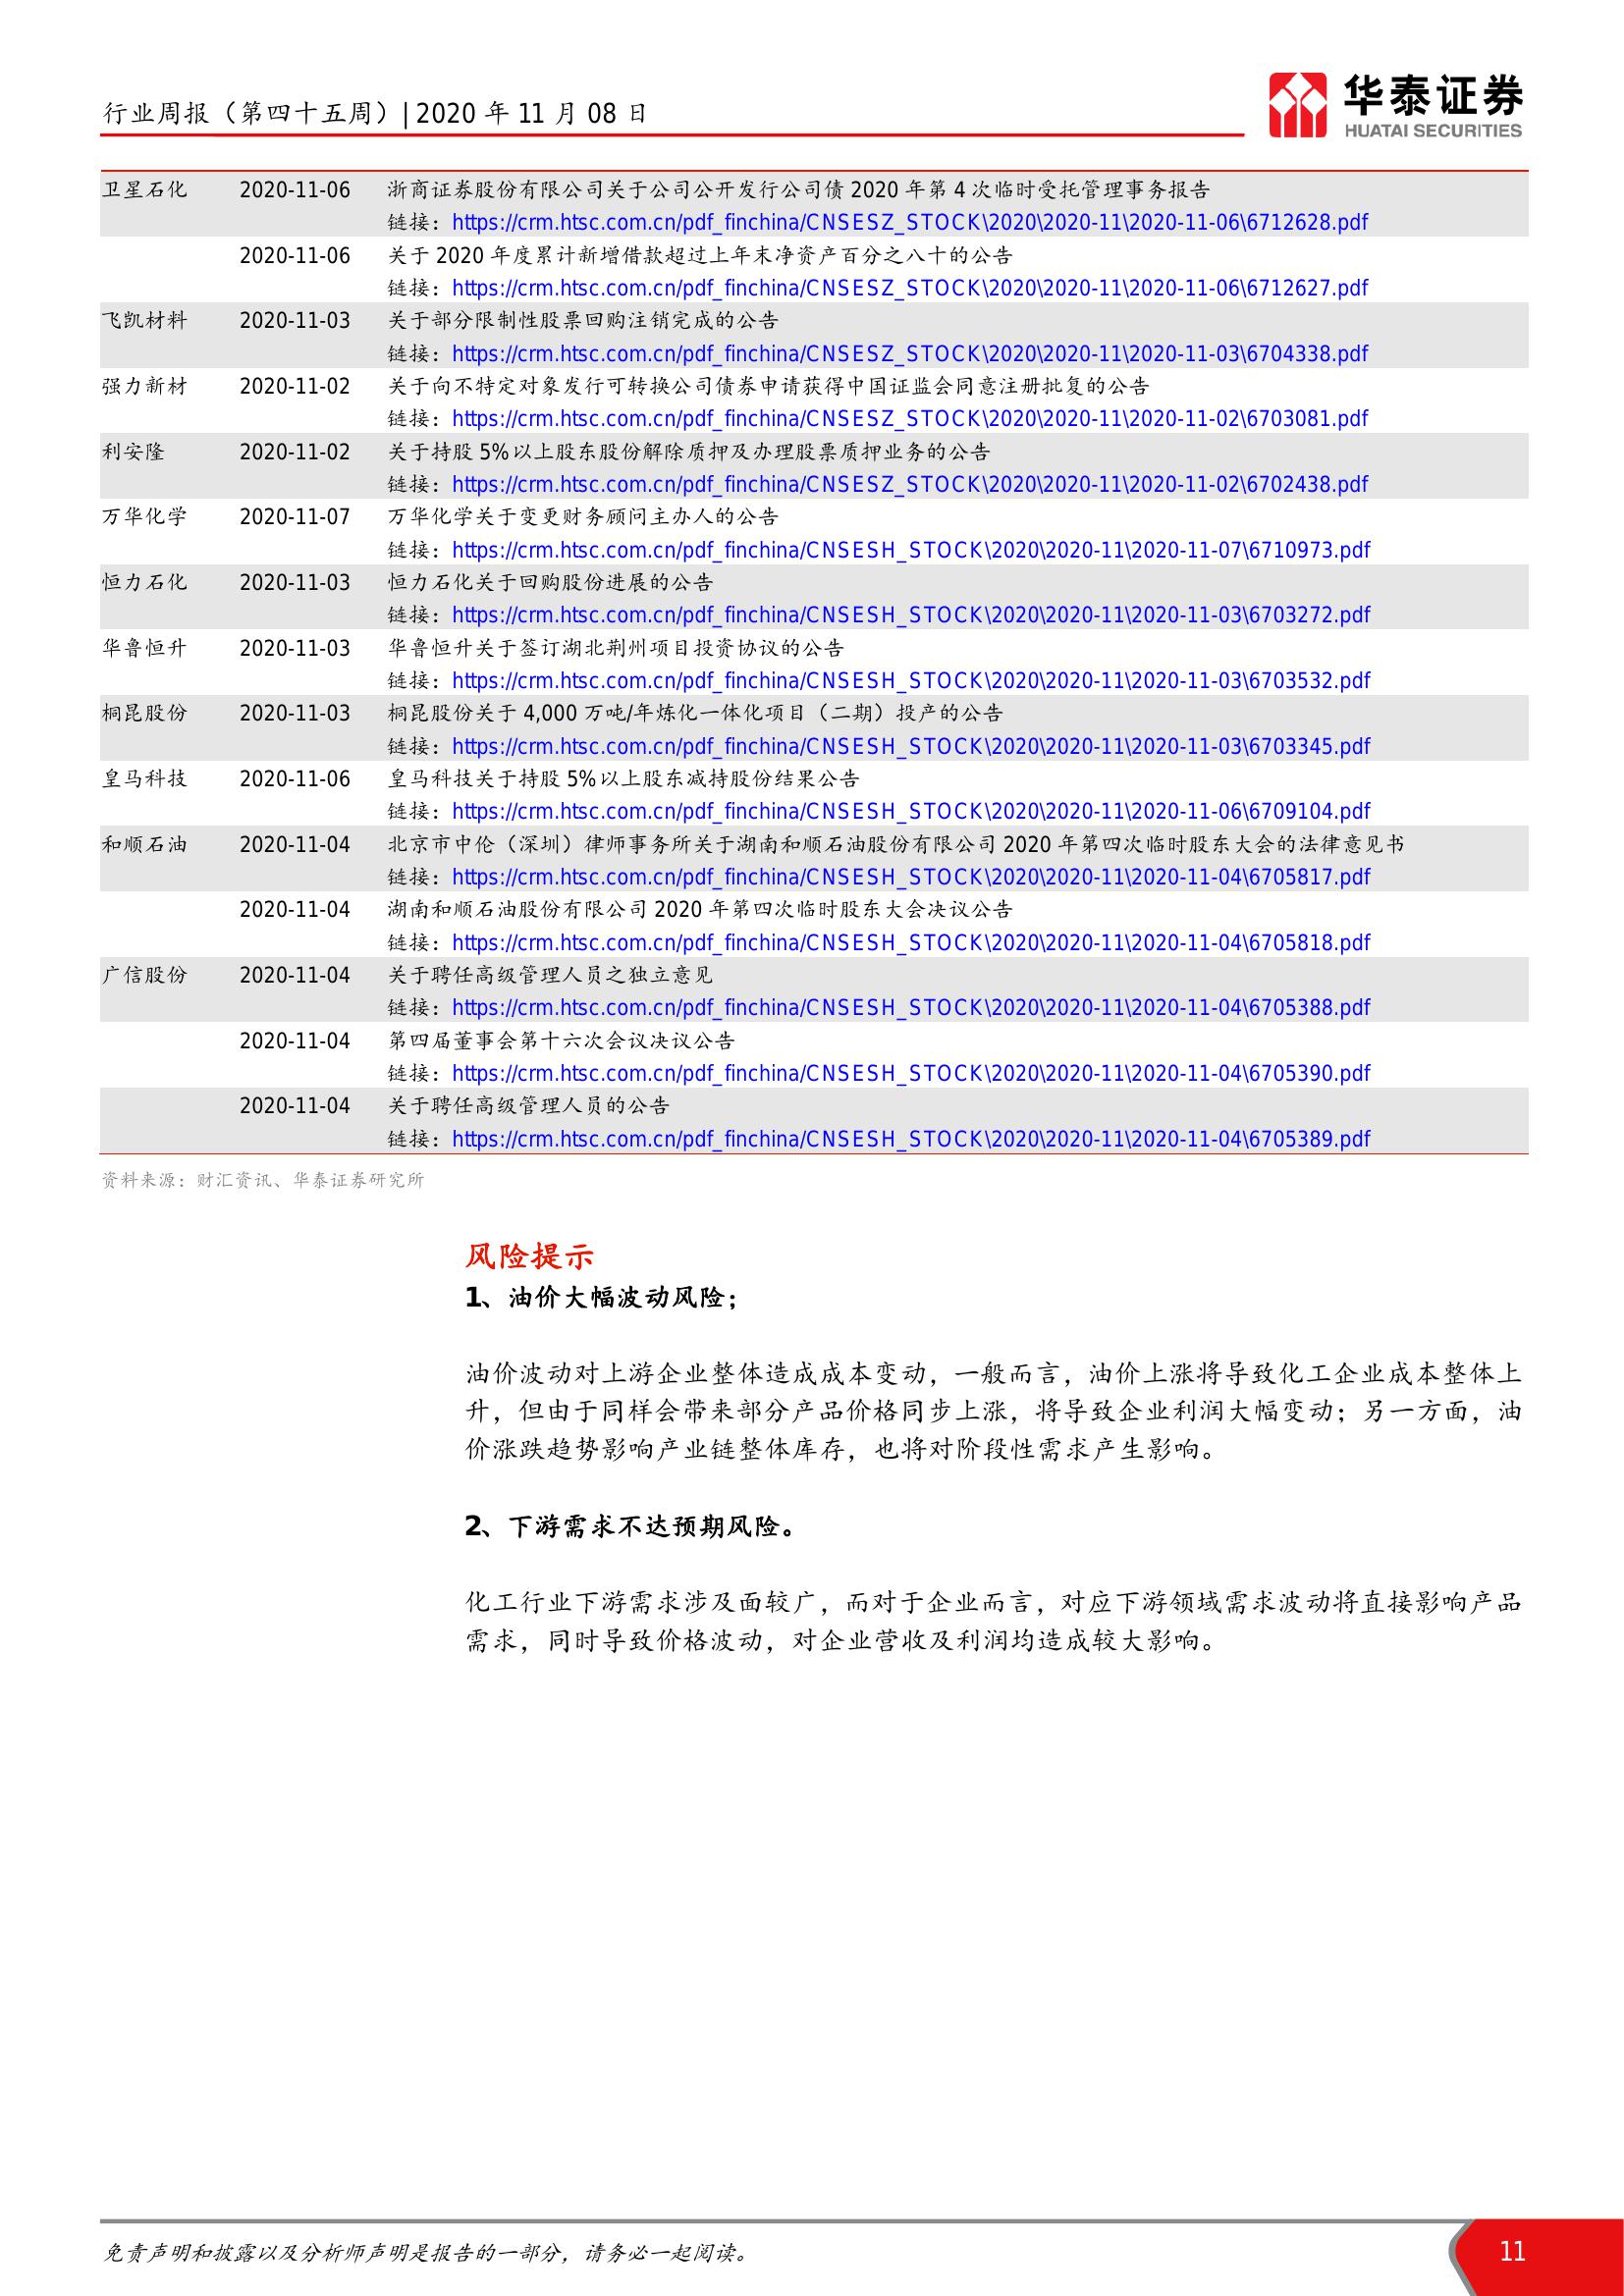 行业周报（第四十五周）| 2020 年 11 月 08 日
华泰证券
HUATAI SECURITIES
卫星石化 2020-11-06 浙商证券股份有限公司关于公司公开发行公司债 2020 年第 4 次临时受托管理事务报告
链接：https://crm.htsc.com.cn/pdf_finchina/CNSESZ_STOCK\2020\2020-11\2020-11-06\6712628.pdf
2020-11-06 关于 2020 年度累计新增借款超过上年末净资产百分之八十的公告
链接：https://crm.htsc.com.cn/pdf_finchina/CNSESZ_STOCK\2020\2020-11\2020-11-06\6712627.pdf
飞凯材料 2020-11-03 关于部分限制性股票回购注销完成的公告
链接：https://crm.htsc.com.cn/pdf_finchina/CNSESZ_STOCK\2020\2020-11\2020-11-03\6704338.pdf
强力新材 2020-11-02 关于向不特定对象发行可转换公司债券申请获得中国证监会同意注册批复的公告
链接：https://crm.htsc.com.cn/pdf_finchina/CNSESZ_STOCK\2020\2020-11\2020-11-02\6703081.pdf
利安隆 2020-11-02 关于持股 5%以上股东股份解除质押及办理股票质押业务的公告
链接：https://crm.htsc.com.cn/pdf_finchina/CNSESZ_STOCK\2020\2020-11\2020-11-02\6702438.pdf
万华化学 2020-11-07 万华化学关于变更财务顾问主办人的公告
链接：https://crm.htsc.com.cn/pdf_finchina/CNSESH_STOCK\2020\2020-11\2020-11-07\6710973.pdf
恒力石化 2020-11-03 恒力石化关于回购股份进展的公告
链接：https://crm.htsc.com.cn/pdf_finchina/CNSESH_STOCK\2020\2020-11\2020-11-03\6703272.pdf
华鲁恒升 2020-11-03 华鲁恒升关于签订湖北荆州项目投资协议的公告
链接：https://crm.htsc.com.cn/pdf_finchina/CNSESH_STOCK\2020\2020-11\2020-11-03\6703532.pdf
桐昆股份 2020-11-03 桐昆股份关于 4,000 万吨/年炼化一体化项目（二期）投产的公告
链接：https://crm.htsc.com.cn/pdf_finchina/CNSESH_STOCK\2020\2020-11\2020-11-03\6703345.pdf
皇马科技 2020-11-06 皇马科技关于持股 5%以上股东减持股份结果公告
链接：https://crm.htsc.com.cn/pdf_finchina/CNSESH_STOCK\2020\2020-11\2020-11-06\6709104.pdf
和顺石油 2020-11-04 北京市中伦（深圳）律师事务所关于湖南和顺石油股份有限公司 2020 年第四次临时股东大会的法律意见书
链接：https://crm.htsc.com.cn/pdf_finchina/CNSESH_STOCK\2020\2020-11\2020-11-04\6705817.pdf
2020-11-04 湖南和顺石油股份有限公司 2020 年第四次临时股东大会决议公告
链接：https://crm.htsc.com.cn/pdf_finchina/CNSESH_STOCK\2020\2020-11\2020-11-04\6705818.pdf
广信股份 2020-11-04 关于聘任高级管理人员之独立意见
链接：https://crm.htsc.com.cn/pdf_finchina/CNSESH_STOCK\2020\2020-11\2020-11-04\6705388.pdf
2020-11-04 第四届董事会第十六次会议决议公告
链接：https://crm.htsc.com.cn/pdf_finchina/CNSESH_STOCK\2020\2020-11\2020-11-04\6705390.pdf
2020-11-04 关于聘任高级管理人员的公告
链接：https://crm.htsc.com.cn/pdf_finchina/CNSESH_STOCK\2020\2020-11\2020-11-04\6705389.pdf
资料来源：财汇资讯、华泰证券研究所
风险提示
1、油价大幅波动风险；
油价波动对上游企业整体造成成本变动，一般而言，油价上涨将导致化工企业成本整体上
升，但由于同样会带来部分产品价格同步上涨，将导致企业利润大幅变动；另一方面，油
价涨跌趋势影响产业链整体库存，也将对阶段性需求产生影响。
2、下游需求不达预期风险。
化工行业下游需求涉及面较广，而对于企业而言，对应下游领域需求波动将直接影响产品
需求，同时导致价格波动，对企业营收及利润均造成较大影响。
免责声明和披露以及分析师声明是报告的一部分，请务必一起阅读。
11